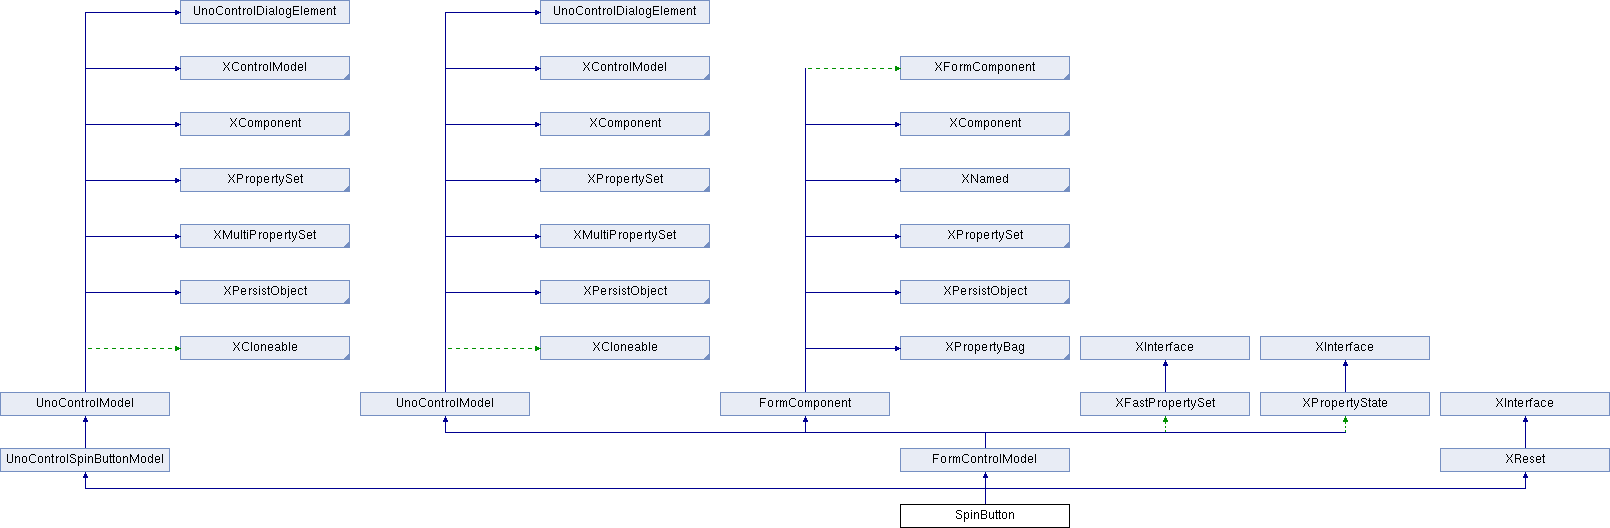 UnoControlDialogElement
UnoControlDialogElement
XControlModel
XControlModel
XFormComponent
XComponent
XComponent
XComponent
XPropertySet
XPropertySet
XNamed
XMultiPropertySet
XMultiPropertySet
XPropertySet
XPersistObject
XPersistObject
XPersistObject
XCloneable
XCloneable
XPropertyBag
XInterface
XInterface
UnoControlModel
UnoControlModel
FormComponent
XFastPropertySet
XPropertyState
XInterface
UnoControlSpinButtonModel
FormControlModel
XReset
SpinButton